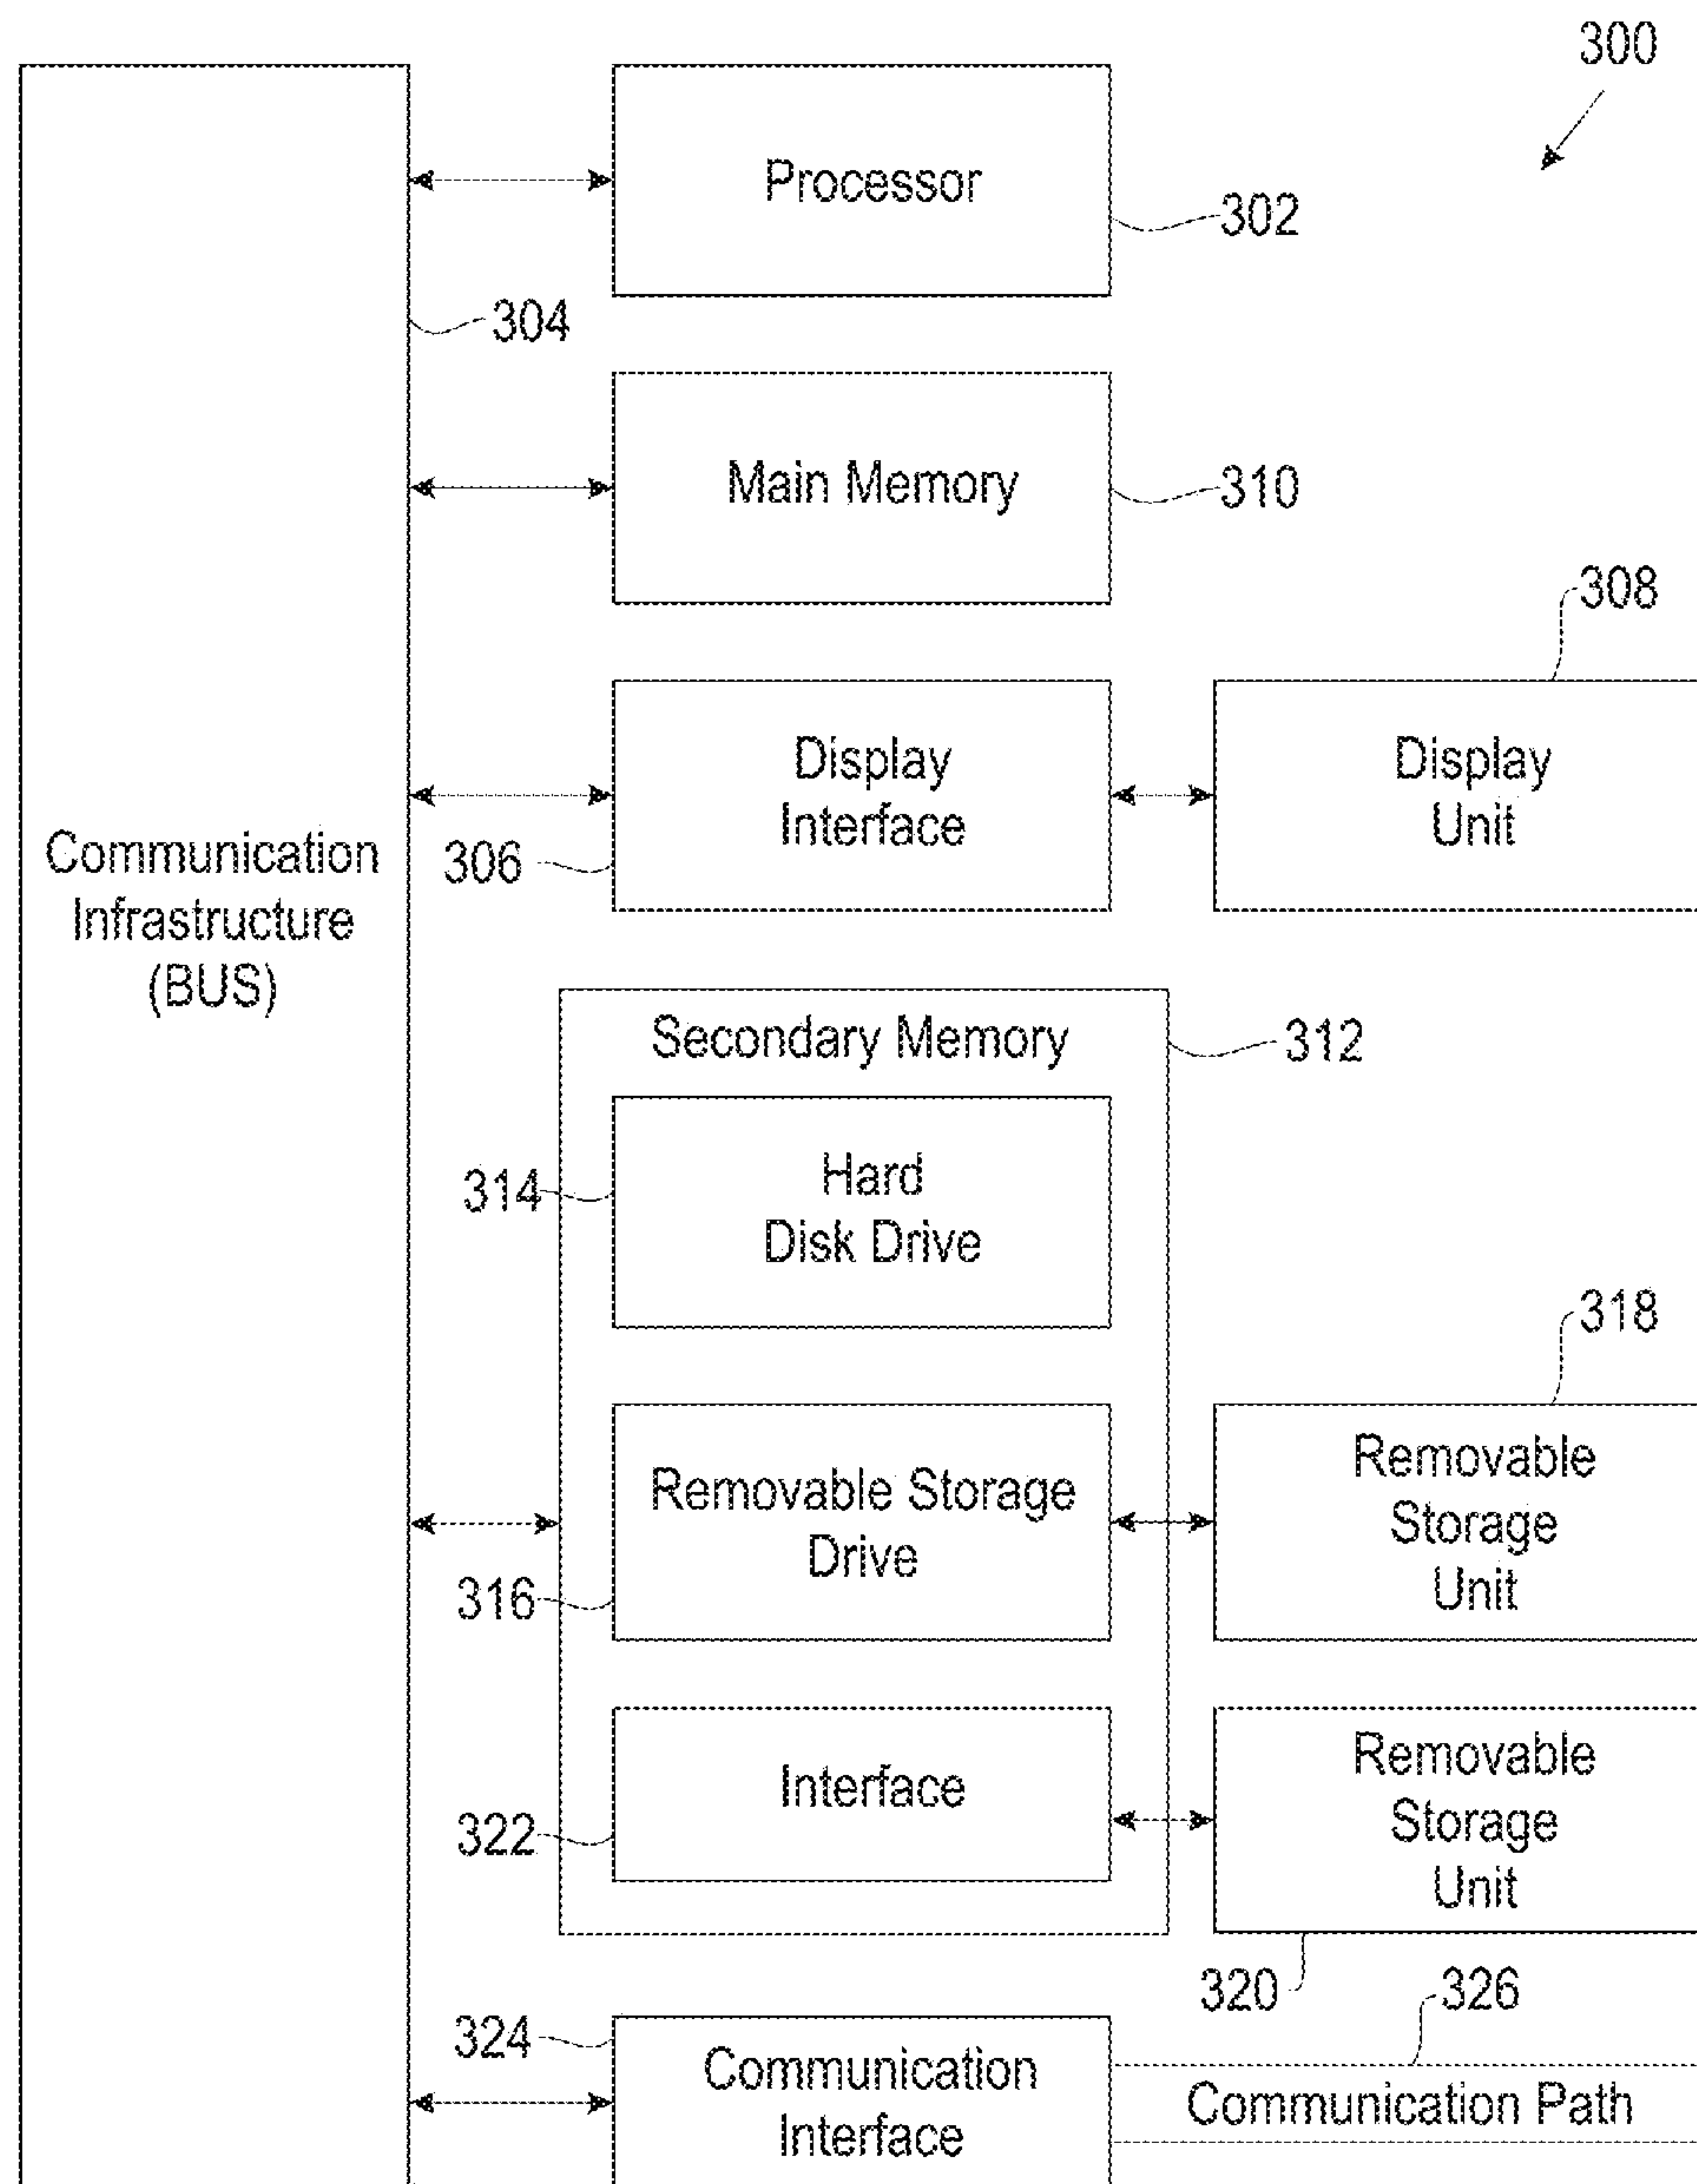 300
Processor
302
304
Main Memory
310
308
Display
Interface
Display
Unit
306
Communication
Infrastructure
(BUS)
Secondary Memory
312
Hard
Disk Drive
314
318
Removable Storage
Drive
Removable
Storage
Unit
316
Interface
Removable
Storage
Unit
322
320
326
324
Communication
Interface
Communication Path